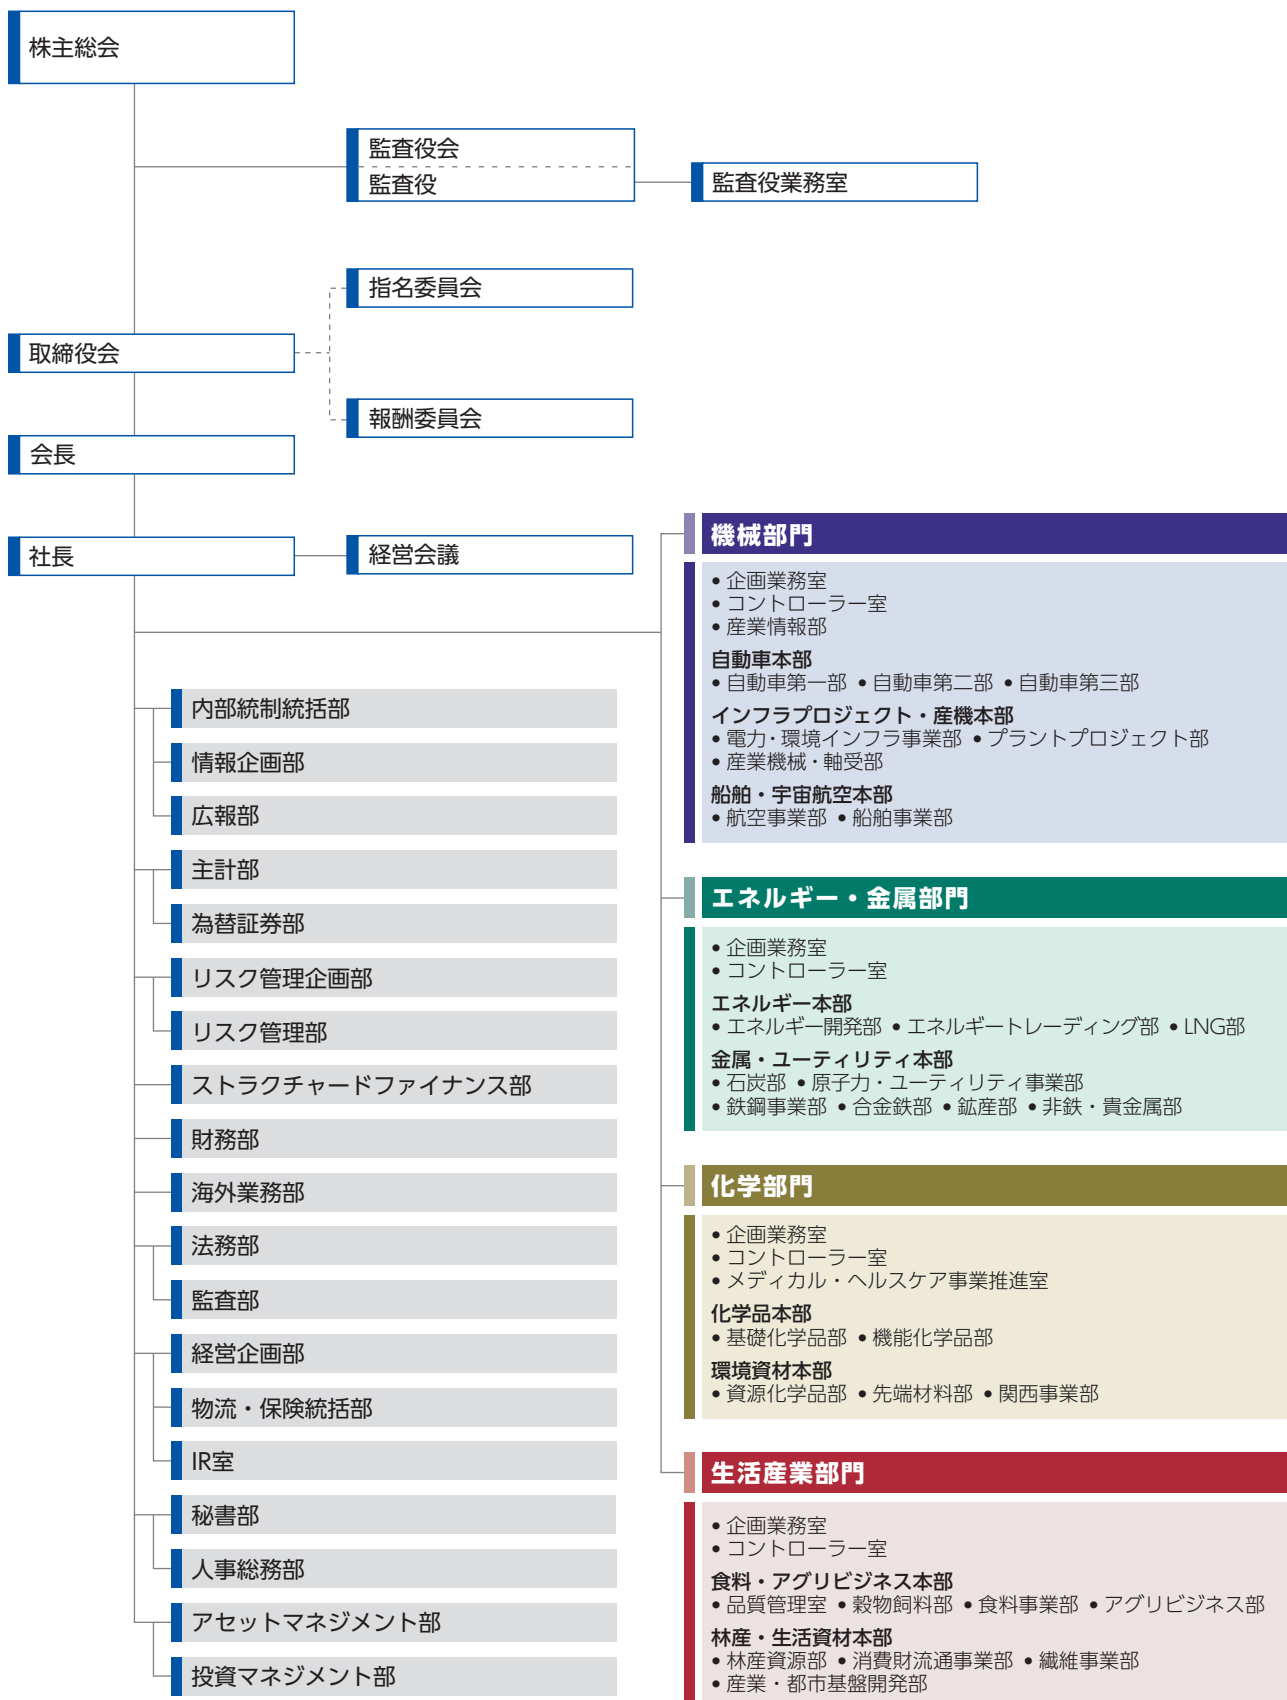 株主総会
監査役会
監査役
監査役業務室
指名委員会
取締役会
報酬委員会
会長
社長
経営会議
内部統制統括部
情報企画部
広報部
主計部
為替証券部
リスク管理企画部
リスク管理部
ストラクチャードファイナンス部
財務部
海外業務部
法務部
監査部
経営企画部
物流・保険統括部
IR室
秘書部
人事総務部
アセットマネジメント部
投資マネジメント部
機械部門
• 企画業務室
• コントローラー室
• 産業情報部
自動車本部
• 自動車第一部 • 自動車第二部 • 自動車第三部
インフラプロジェクト・産機本部
• 電力・環境インフラ事業部 • プラントプロジェクト部
• 産業機械・軸受部
船舶・宇宙航空本部
• 航空事業部 • 船舶事業部
エネルギー・金属部門
• 企画業務室
• コントローラー室
エネルギー本部
• エネルギー開発部 • エネルギートレーディング部 • LNG部
金属・ユーティリティ本部
• 石炭部 • 原子力・ユーティリティ事業部
• 鉄鋼事業部 • 合金鉄部 • 鉱産部 • 非鉄・貴金属部
化学部門
• 企画業務室
• コントローラー室
• メディカル・ヘルスケア事業推進室
化学品本部
• 基礎化学品部 • 機能化学品部
環境資材本部
• 資源化学品部 • 先端材料部 • 関西事業部
生活産業部門
• 企画業務室
• コントローラー室
食料・アグリビジネス本部
• 品質管理室 • 穀物飼料部 • 食料事業部 • アグリビジネス部
林産・生活資材本部
• 林産資源部 • 消費財流通事業部 • 繊維事業部
• 産業・都市基盤開発部